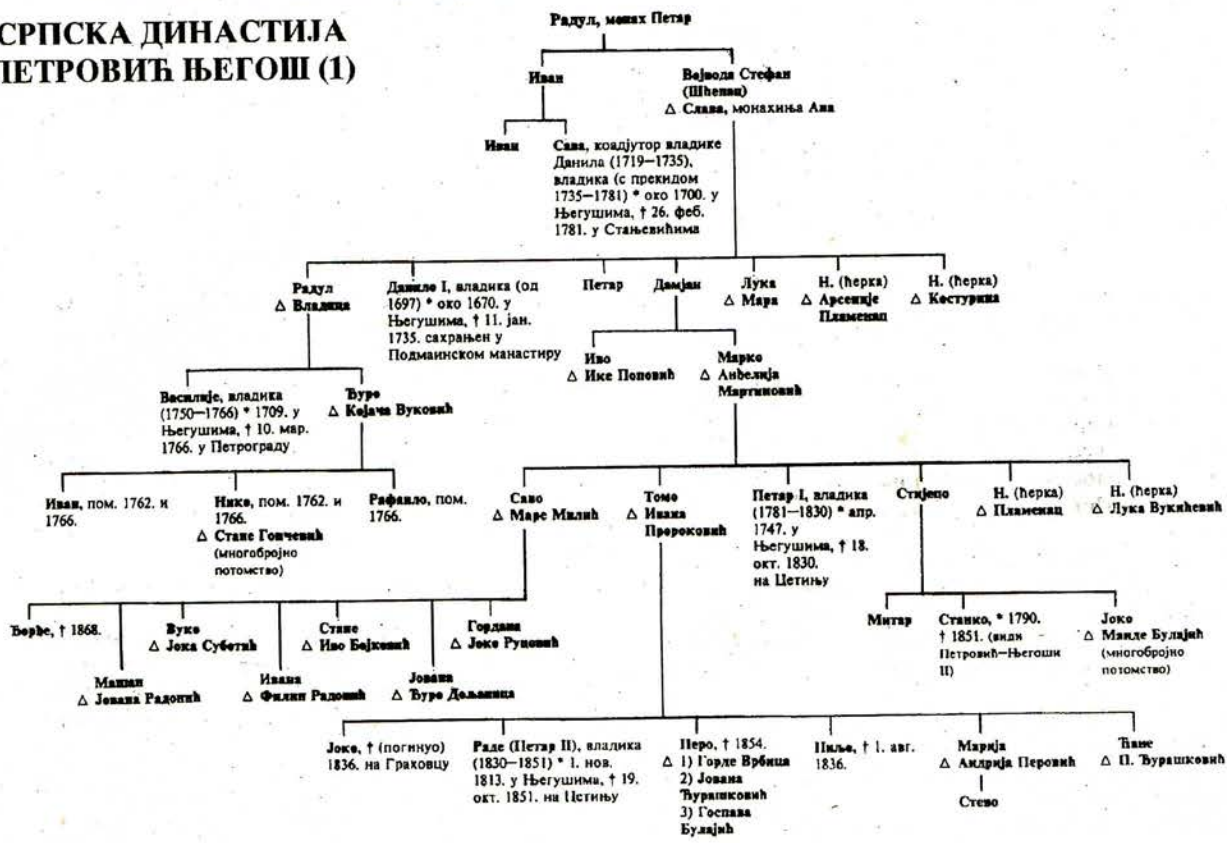 СРПСКА ДИНАСТИЈА
ПЕТРОВИЋ ЊЕГОШ (1)
Радул, монах Петар
Иван
Војвода Стефан
(Шћепац)
△ Слава, монахиња Ана
Иван
Сава, коадјутор владике
Данила (1719—1735),
владика (с прекидом
1735—1781) * око 1700. у
Његушима, † 26. феб.
1781. у Стањевићима
Радул
△ Владица
Данило I, владика (од
1697) * око 1670. у
Његушима, † 11. јан.
1735. сахрањен у
Подмаинском манастиру
Петар
Дамјан
Лука
△ Мара
Н. (ћерка)
△ Арсеније
Пламенац
Н. (ћерка)
△ Костурина
Василије, владика
(1750—1766) * 1709. у
Његушима, † 10. мар.
1766. у Петрограду
Ђуро
△ Којача Вуковић
Иво
△ Ике Поповић
Марко
△ Анђелија
Мартиновић
Иван, пом. 1762. и
1766.
Нико, пом. 1762. и
1766.
△ Стане Гончевић
(многобројно
потомство)
Рафаило, пом.
1766.
Саво
△ Маре Милић
Томо
△ Ивана
Пророковић
Петар I, владика
(1781—1830) * апр.
1747. у
Његушима, † 18.
окт. 1830.
на Цетињу
Стијепо
Н. (ћерка)
△ Пламенац
Н. (ћерка)
△ Лука Вукићевић
Ђорђе, † 1868.
Машан
△ Јована Радонић
Вуко
△ Јока Суботић
Ивана
△ Филип Радонић
Стане
△ Иво Бојковић
Јована
△ Ђуро Дољаница
Гордана
△ Јоко Руцовић
Митар
Станко, * 1790.
† 1851. (види
Петровић—Његоши
II)
Јоко
△ Манде Булајић
(многобројно
потомство)
Јоко, † (погинуо)
1836. на Граховцу
Раде (Петар II), владика
(1830—1851) * 1. нов.
1813. у Његушима, † 19.
окт. 1851. на Цетињу
Перо, † 1854.
△ 1) Горде Врбица
2) Јована
Ђурашковић
3) Госпава
Булајић
Пиљо, † 1. авг.
1836.
Марија
△ Андрија Перовић
Стево
Ћане
△ П. Ђурашковић